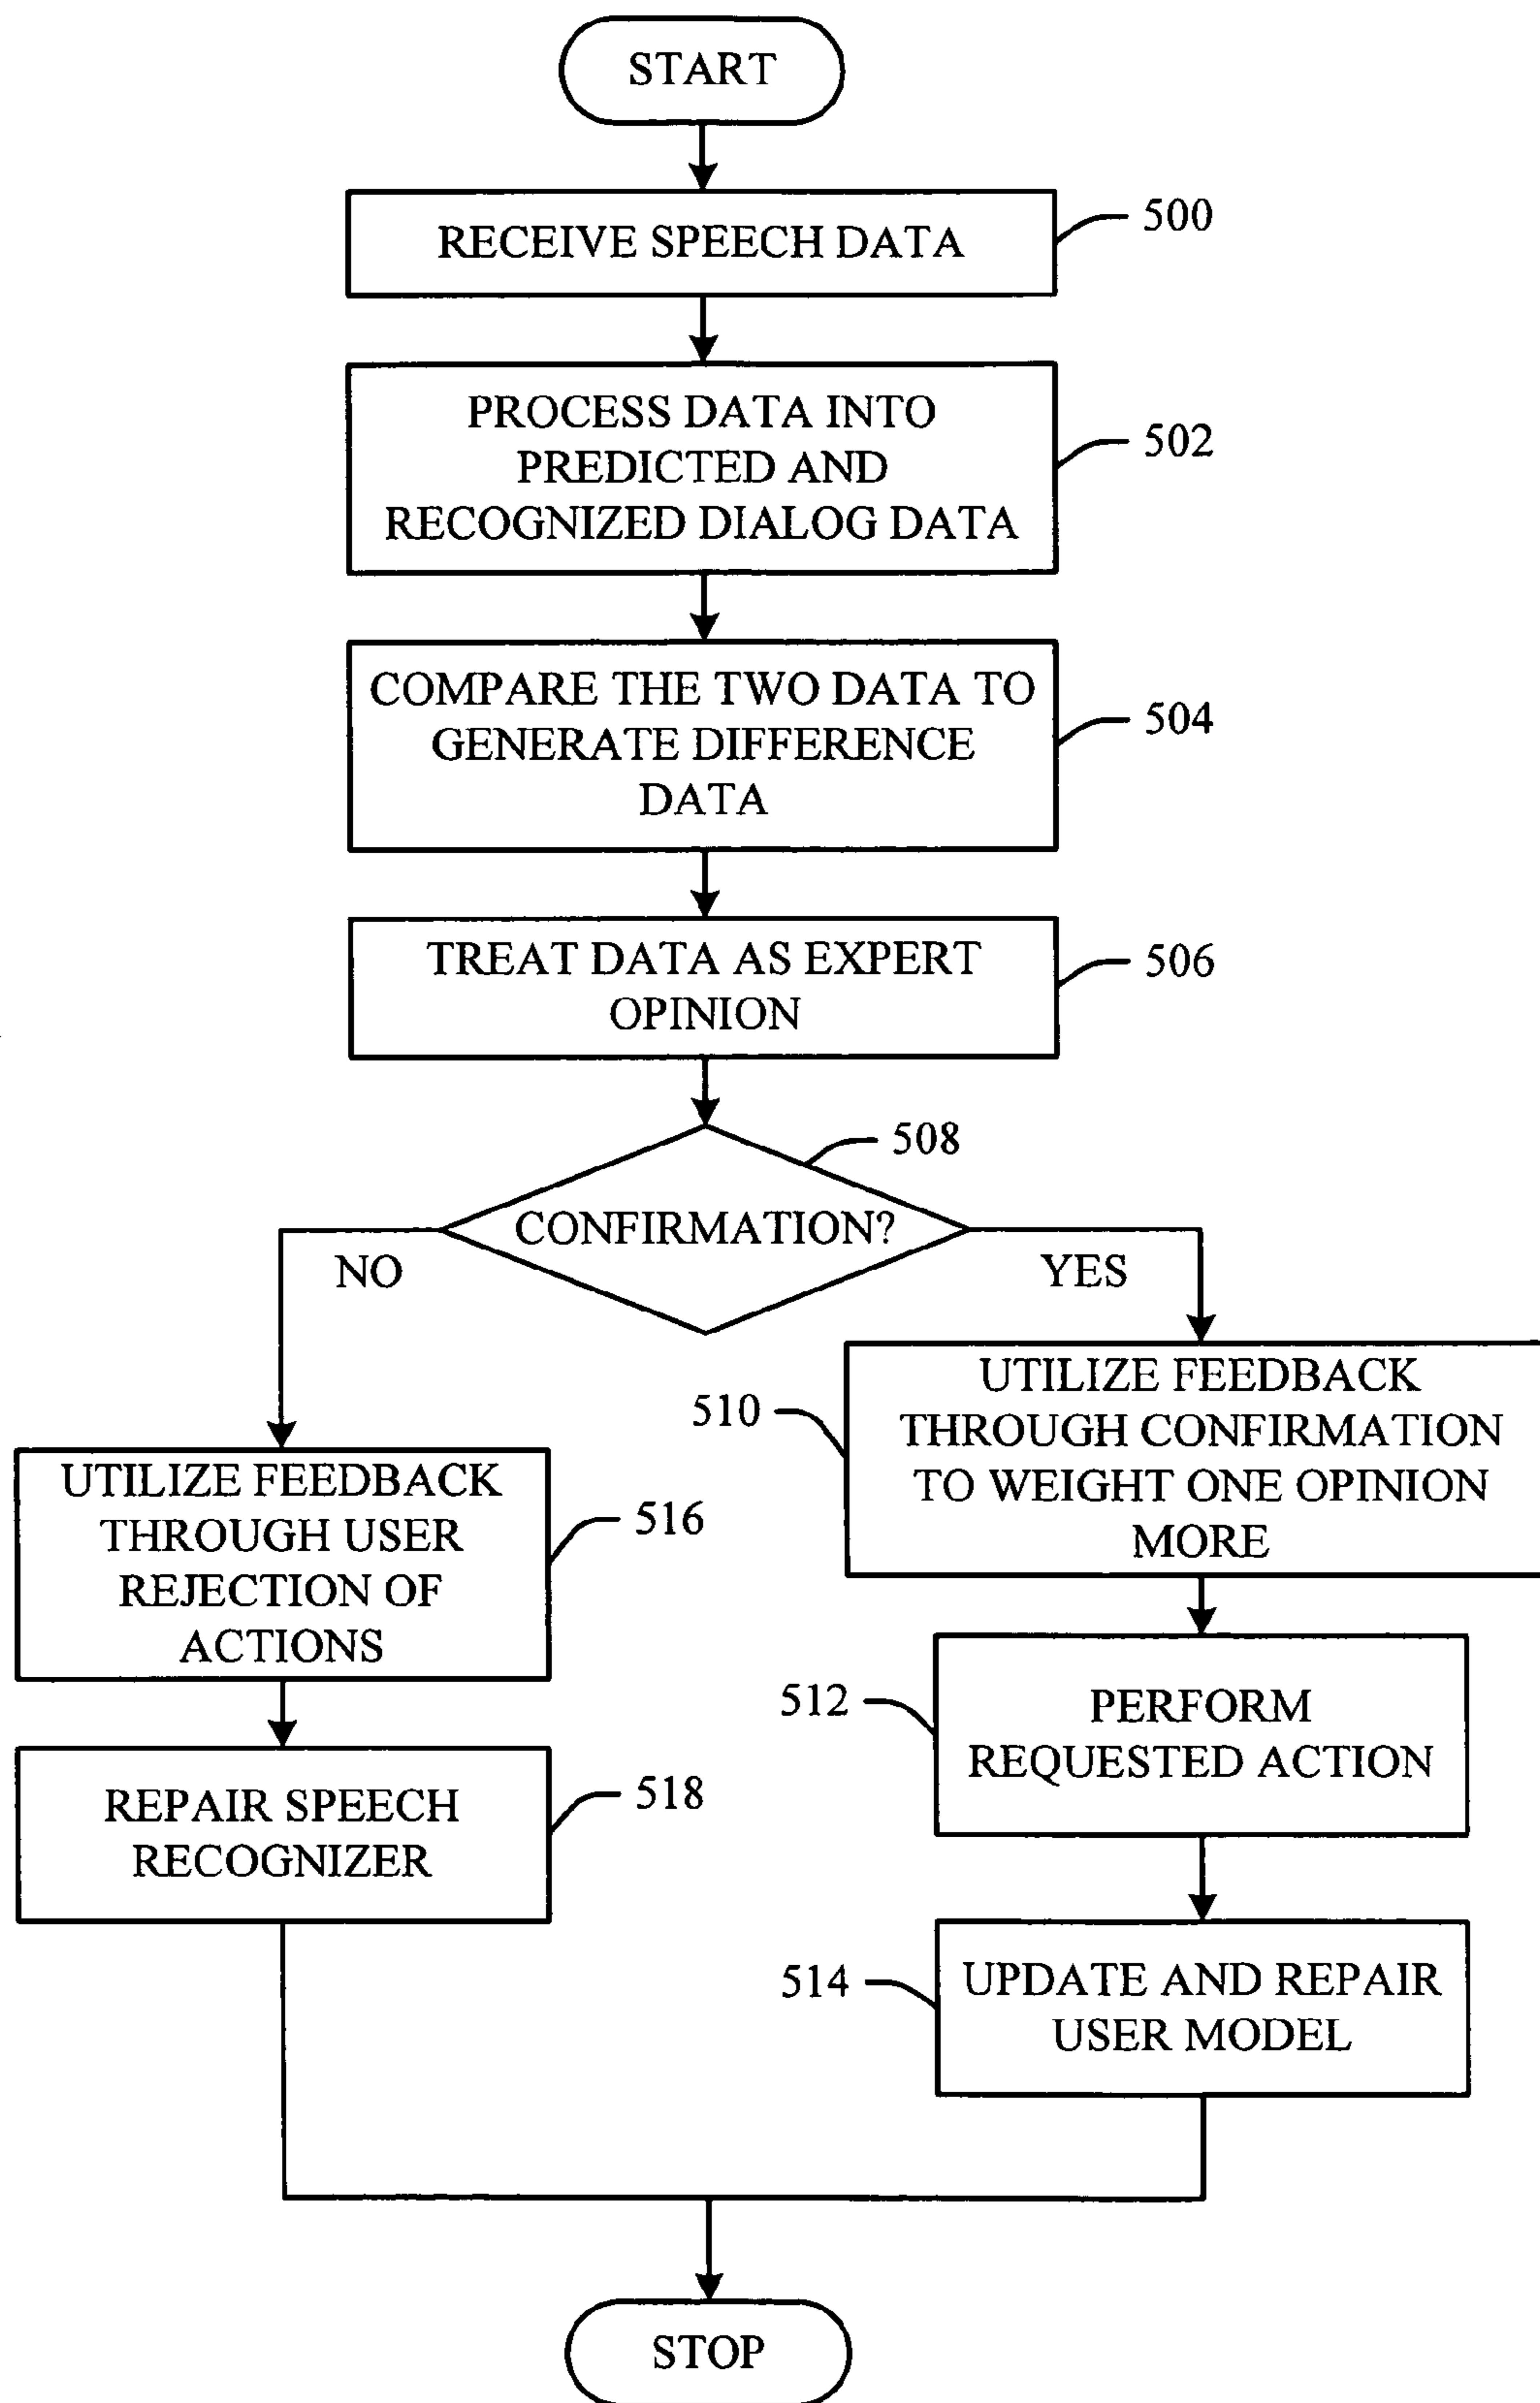 START
RECEIVE SPEECH DATA
500
PROCESS DATA INTO
PREDICTED AND
RECOGNIZED DIALOG DATA
502
COMPARE THE TWO DATA TO
GENERATE DIFFERENCE
DATA
504
TREAT DATA AS EXPERT
OPINION
506
508
CONFIRMATION?
NO
YES
510
UTILIZE FEEDBACK
THROUGH CONFIRMATION
TO WEIGHT ONE OPINION
MORE
UTILIZE FEEDBACK
THROUGH USER
REJECTION OF
ACTIONS
516
512
PERFORM
REQUESTED ACTION
REPAIR SPEECH
RECOGNIZER
518
514
UPDATE AND REPAIR
USER MODEL
STOP